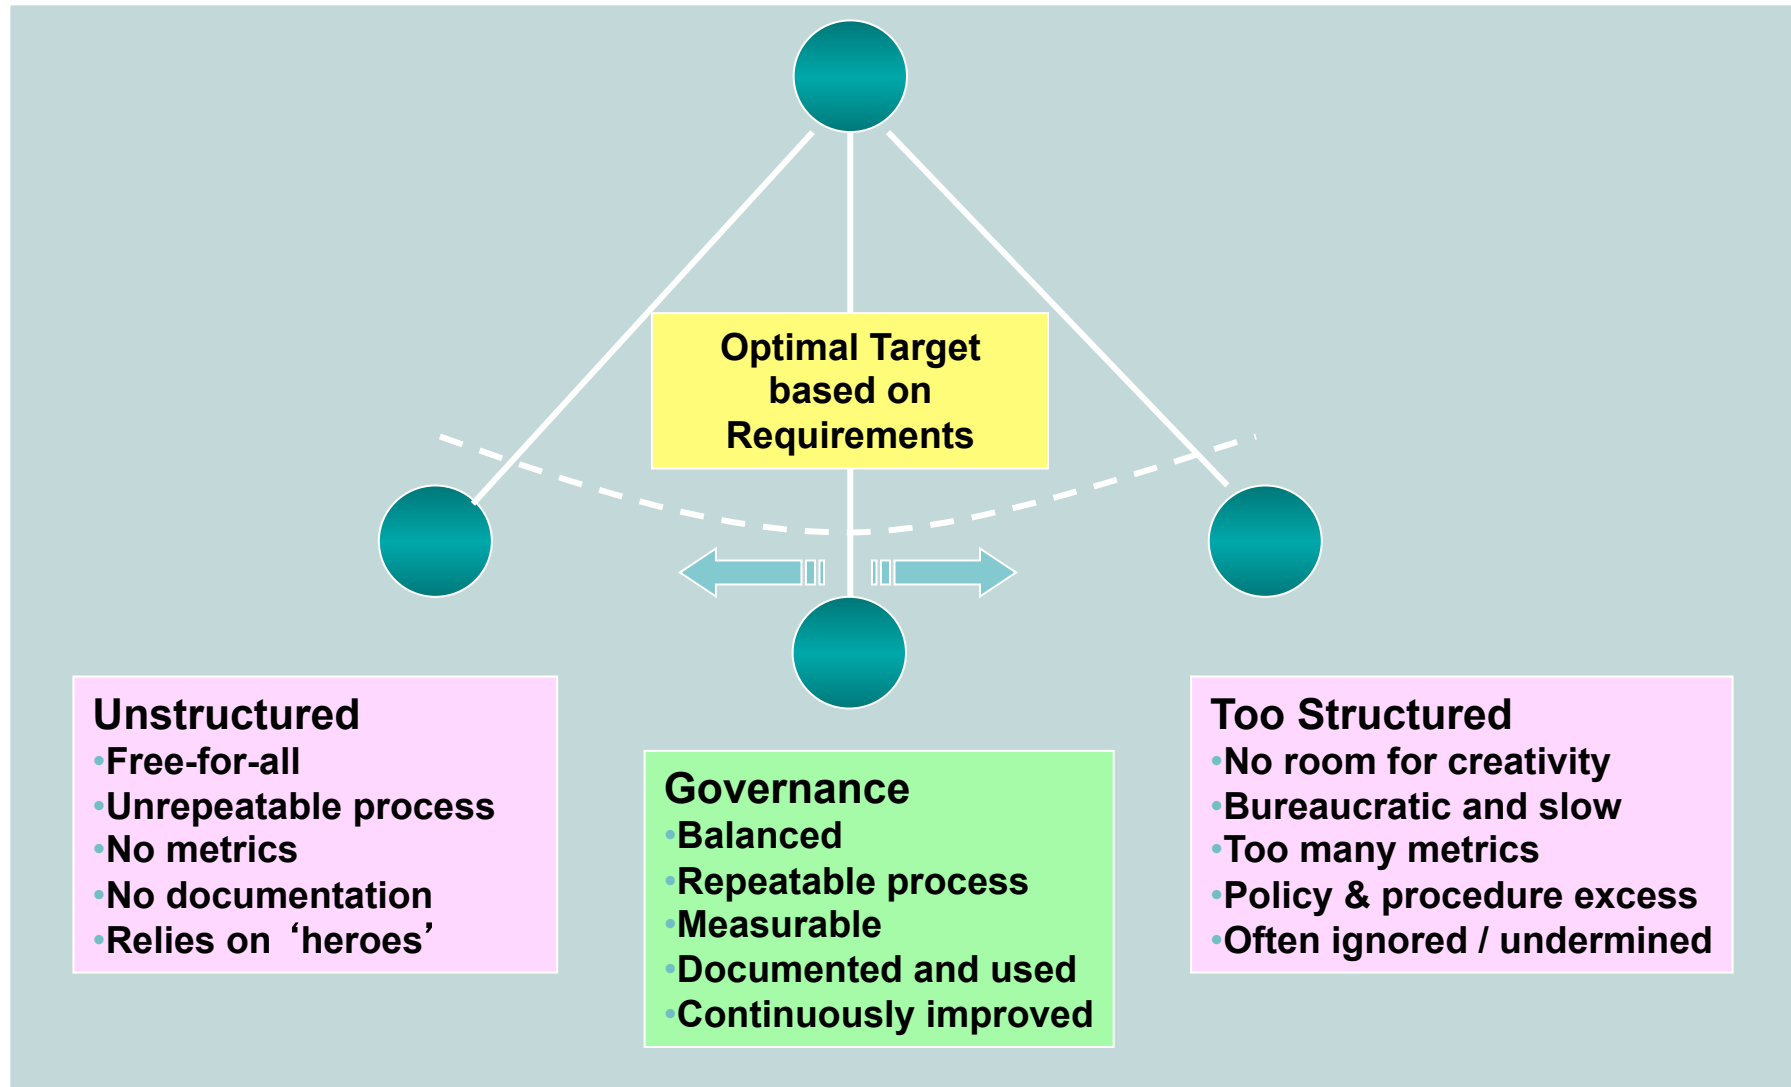 Optimal Target
based on
Requirements
Unstructured
•Free-for-all
•Unrepeatable process
•No metrics
•No documentation
•Relies on ‘heroes’
Governance
•Balanced
•Repeatable process
•Measurable
•Documented and used
•Continuously improved
Too Structured
•No room for creativity
•Bureaucratic and slow
•Too many metrics
•Policy & procedure excess
•Often ignored / undermined